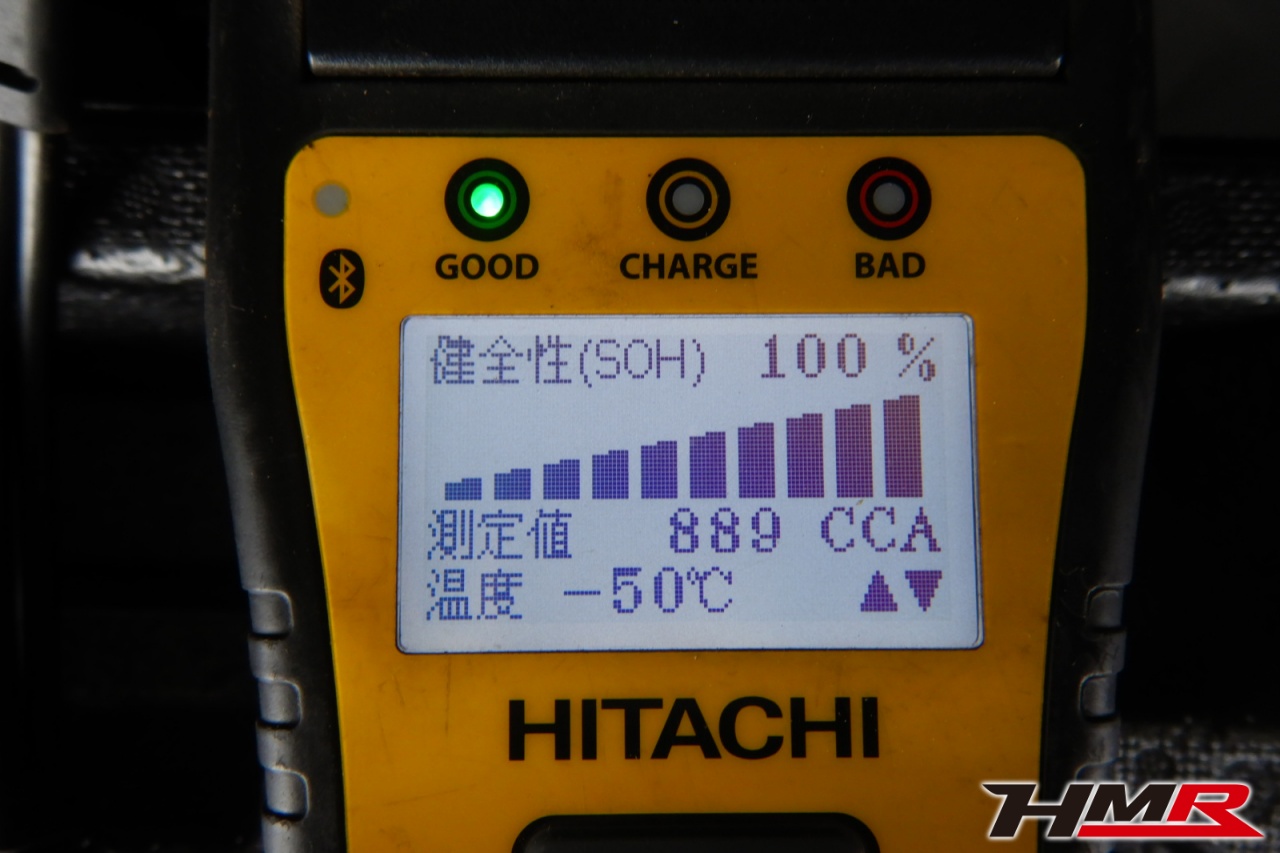 GOOD CHARGE BAD
健全性(SOH) 100 %
測定値 889 CCA
温度 -50℃ ▲▼
HITACHI
HMR